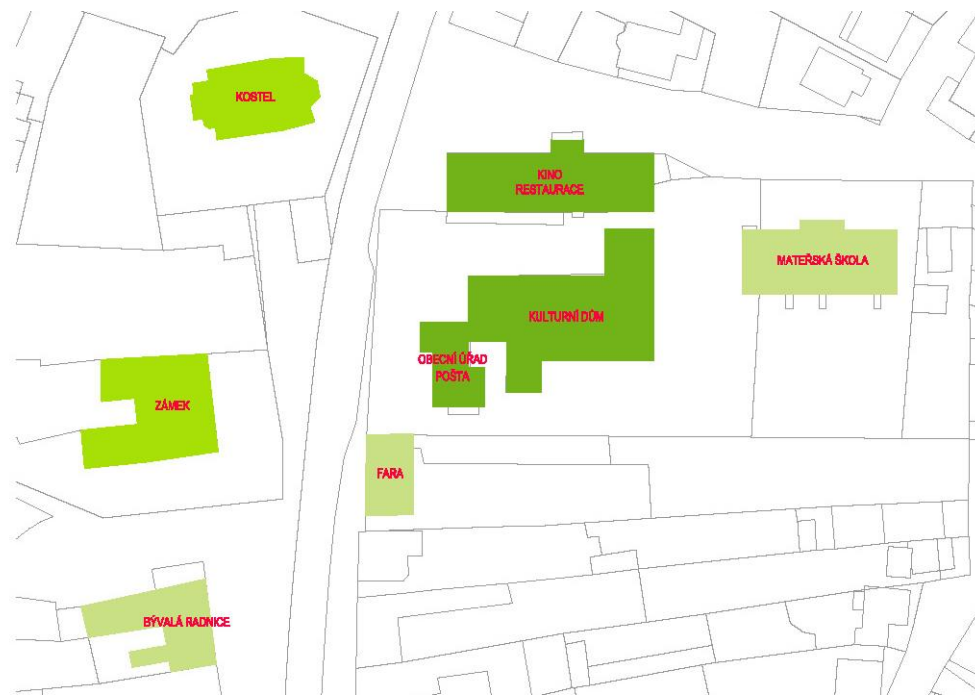 KOSTEL
KINO
RESTAURACE
MATEŘSKÁ ŠKOLA
KULTURNÍ DŮM
OBECNÍ ÚŘAD
POŠTA
ZÁMEK
FARA
BÝVALÁ RADNICE